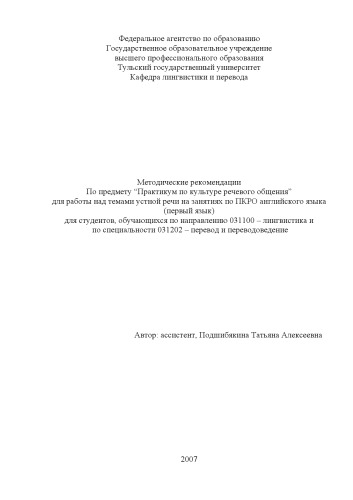 Федеральное агентство по образованию
Государственное образовательное учреждение
высшего профессионального образования
Тульский государственный университет
Кафедра лингвистики и перевода
Методические рекомендации
По предмету “Практикум по культуре речевого общения”
для работы над темами устной речи на занятиях по ПКРО английского языка
(первый язык)
для студентов, обучающихся по направлению 031100 – лингвистика и
по специальности 031202 – перевод и переводоведение
Автор: ассистент, Подшибякина Татьяна Алексеевна
2007